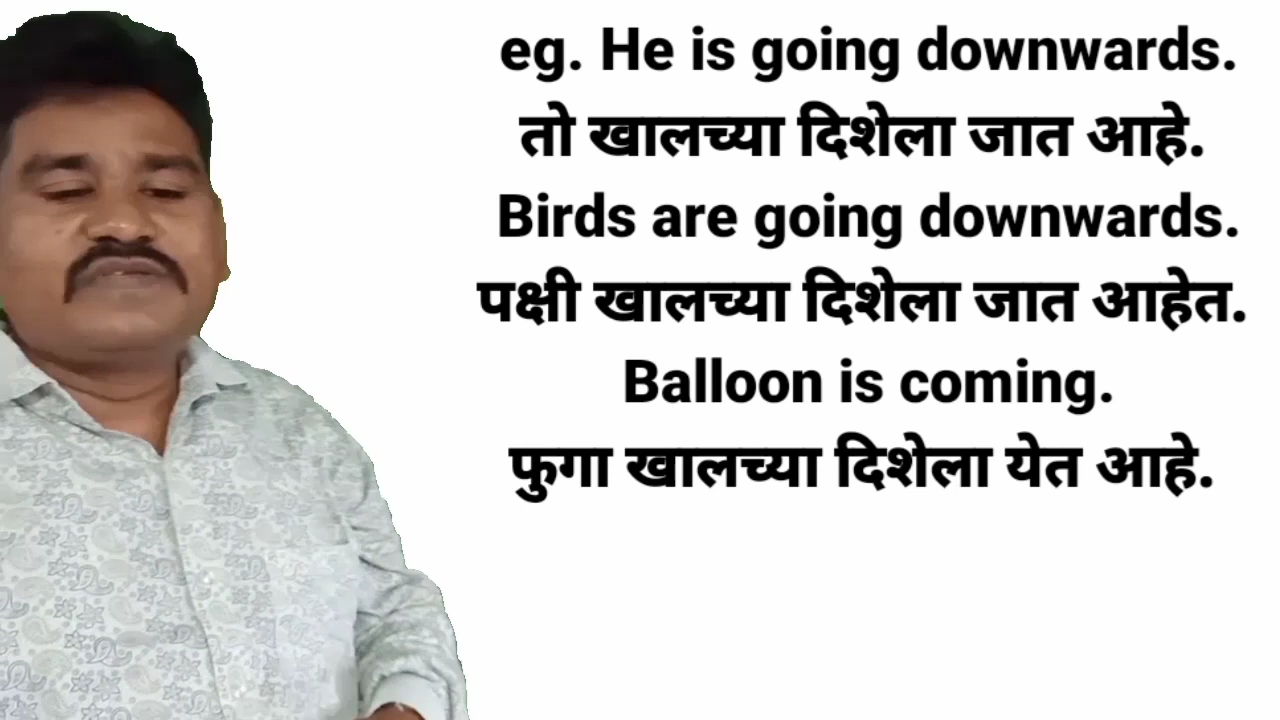 eg. He is going downwards.
तो खालच्या दिशेला जात आहे.
Birds are going downwards.
पक्षी खालच्या दिशेला जात आहेत.
Balloon is coming.
फुगा खालच्या दिशेला येत आहे.